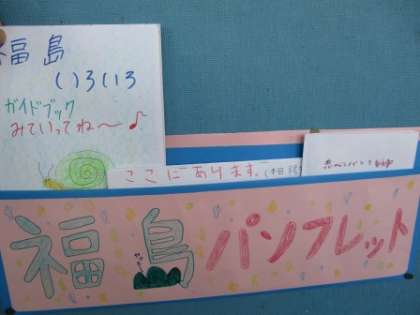 福島
いろいろ
ガイドブック
みていってね〜♪
ここにあります。
福島パンフレット